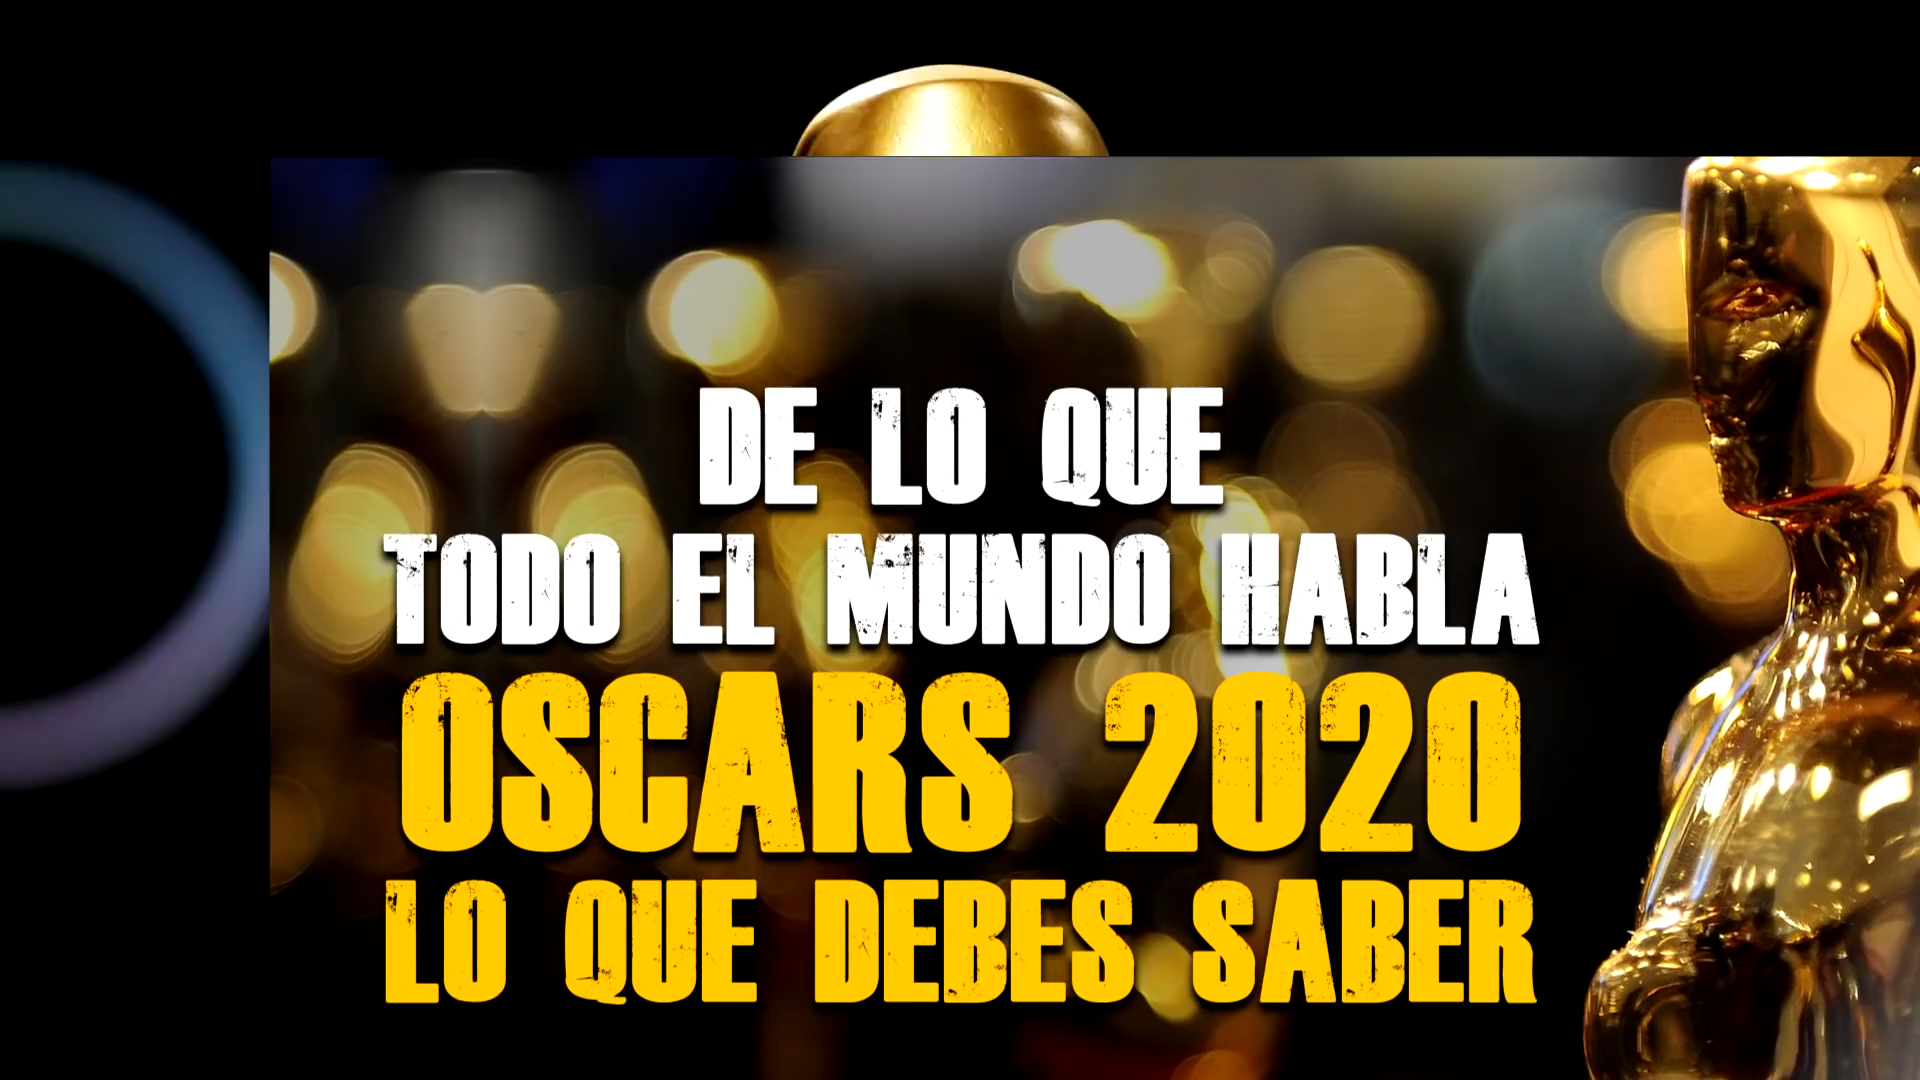 DE LO QUE
TODO EL MUNDO HABLA
OSCARS 2020
LO QUE DEBES SABER